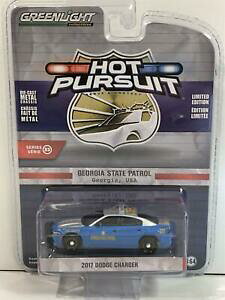 GREENLIGHT
HOT
PURSUIT
DIE-CAST
METAL
CHASSIS
CHÂSSIS
FAIT DE
MÉTAL
LIMITED
EDITION
ÉDITION
LIMITÉE
SERIES
SÉRIE
GEORGIA STATE PATROL
Georgia, USA
2017 DODGE CHARGER